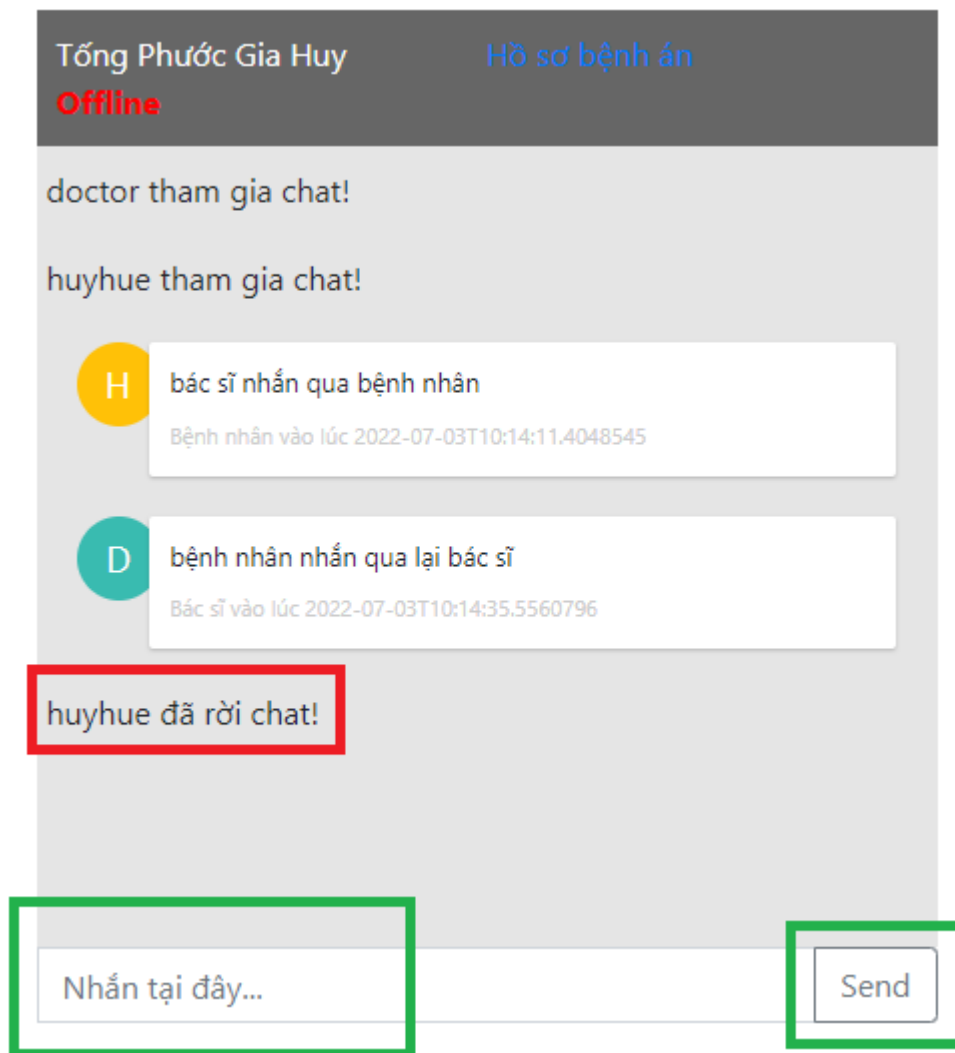 Tống Phước Gia Huy Hồ sơ bệnh án
Offline
doctor tham gia chat!
huyhue tham gia chat!
H
bác sĩ nhắn qua bệnh nhân
Bệnh nhân vào lúc 2022-07-03T10:14:11.4048545
D
bệnh nhân nhắn qua lại bác sĩ
Bác sĩ vào lúc 2022-07-03T10:14:35.5560796
huyhue đã rời chat!
Nhắn tại đây... Send